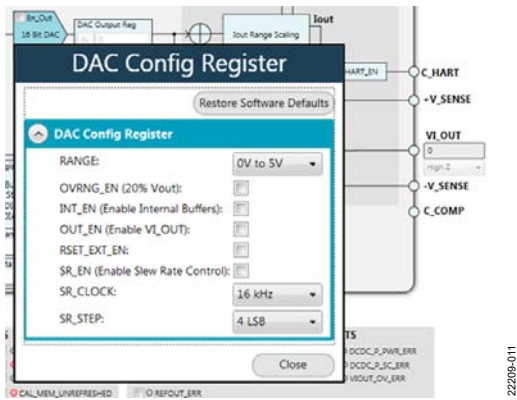 En_Out
16 Bit DAC
DAC Output Reg
0x 0
Iout Range Scaling
Iout
DAC Config Register
Restore Software Defaults
DAC Config Register
RANGE:
0V to 5V
OVRNG_EN (20% Vout):
INT_EN (Enable Internal Buffers):
OUT_EN (Enable VI_OUT):
RSET_EXT_EN:
SR_EN (Enable Slew Rate Control):
SR_CLOCK:
16 kHz
SR_STEP:
4 LSB
Close
HART_EN
C_HART
+V_SENSE
VI_OUT
0
High Z
-V_SENSE
C_COMP
TS
DCDC_P_PWR_ERR
DCDC_P_SC_ERR
VIOUT_OV_ERR
CAL_MEM_UNREFRESHED
REFOUT_ERR
22209-011